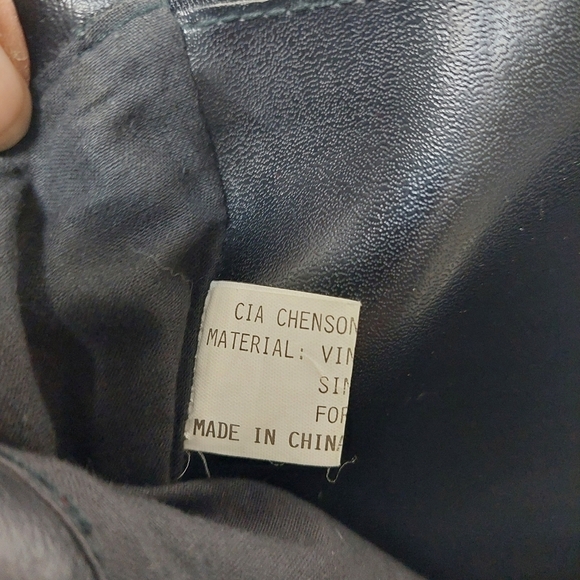 CIA CHENSON
MATERIAL: VIN
SIN
FOR
MADE IN CHINA